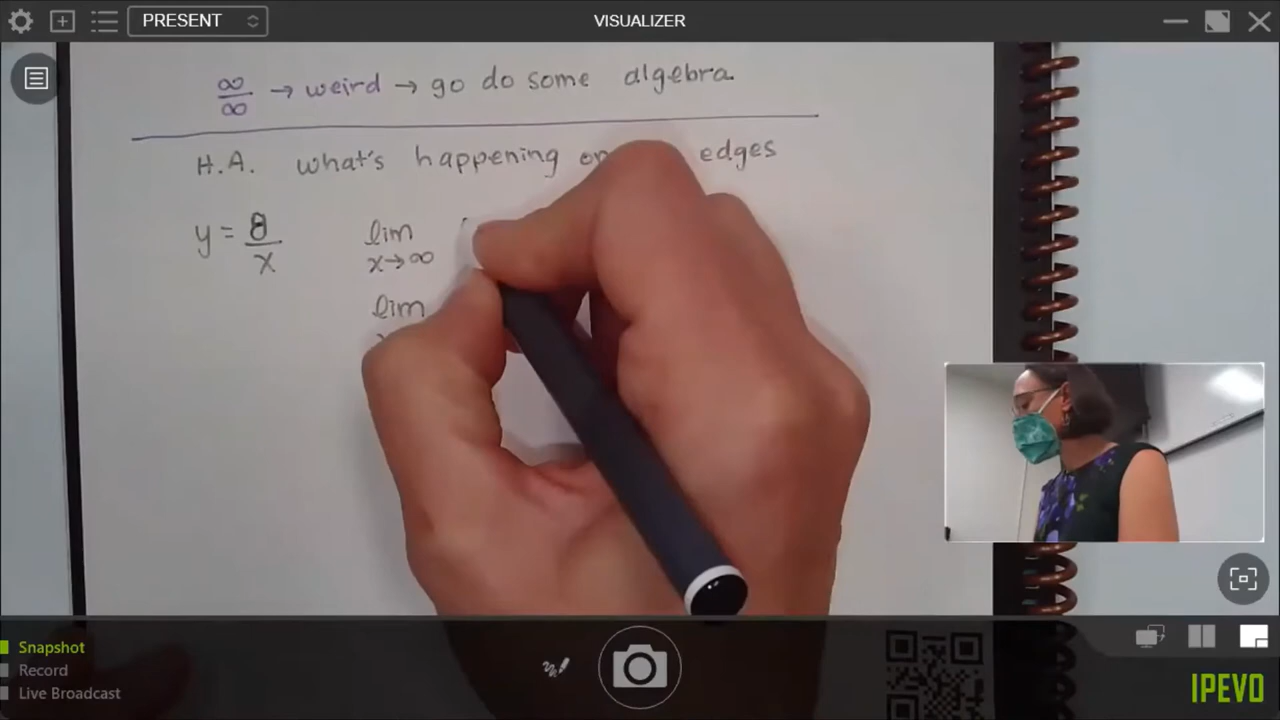 PRESENT
VISUALIZER
∞/∞ → weird → go do some algebra.
H.A. what's happening on edges
y = 8/x lim x→∞
lim
Snapshot
Record
Live Broadcast
IPEVO